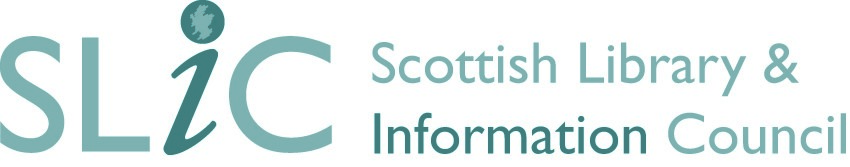 SLiC
Scottish Library &
Information Council